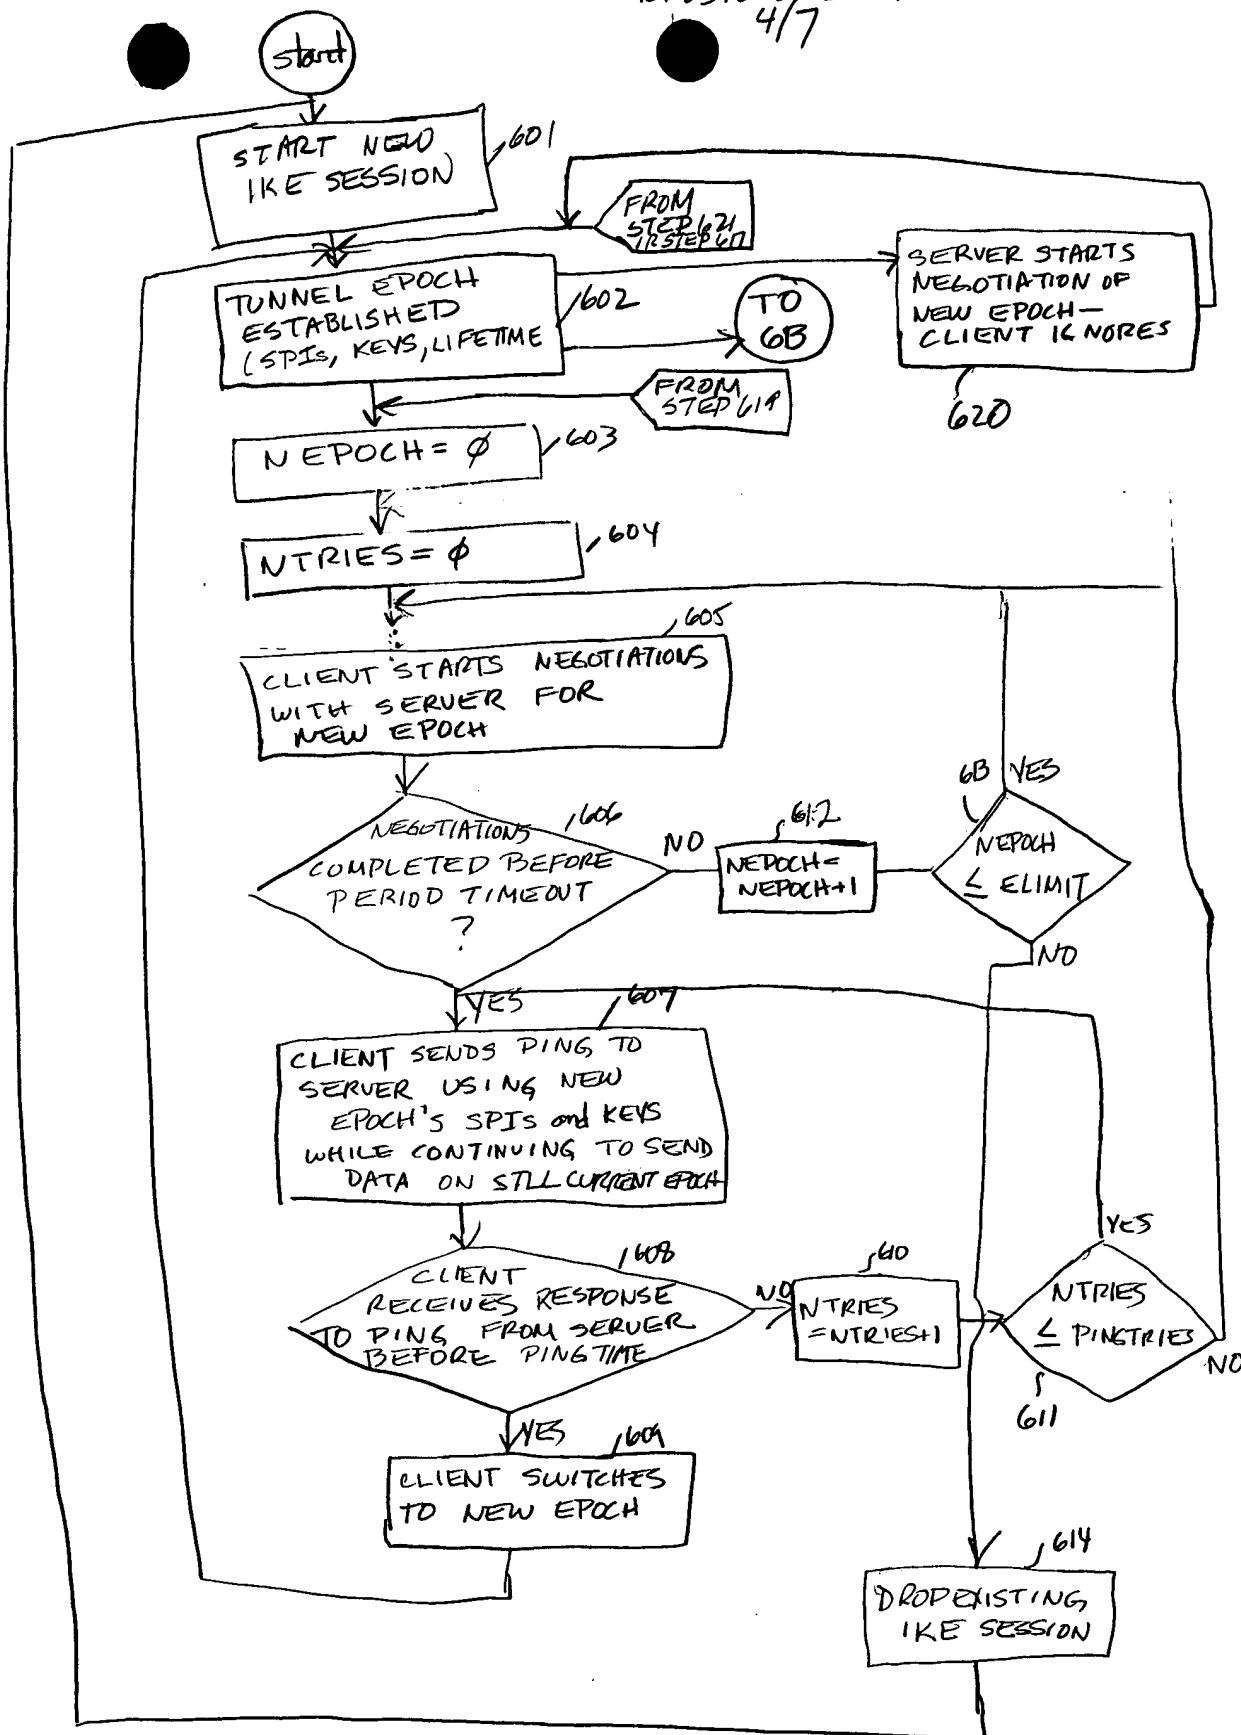 4/7
start
START NEW
IKE SESSION
601
FROM
STEP 621
TUNNEL EPOCH
ESTABLISHED
(SPIs, KEYS, LIFETIME
602
TO
6B
SERVER STARTS
NEGOTIATION OF
NEW EPOCH—
CLIENT IGNORES
620
FROM
STEP 619
NEPOCH = φ
603
NTRIES = φ
604
605
CLIENT STARTS NEGOTIATIONS
WITH SERVER FOR
NEW EPOCH
606
NEGOTIATIONS
COMPLETED BEFORE
PERIOD TIMEOUT
?
NO
612
NEPOCH =
NEPOCH+1
6B
YES
NEPOCH
≤ ELIMIT
NO
YES
607
CLIENT SENDS PING TO
SERVER USING NEW
EPOCH'S SPIs and KEYS
WHILE CONTINUING TO SEND
DATA ON STLL CURRENT EPOCH
608
CLIENT
RECEIVES RESPONSE
TO PING FROM SERVER
BEFORE PINGTIME
NO
610
NTRIES
=NTRIES+1
YES
NTRIES
≤ PINGTRIES
NO
611
YES
609
CLIENT SWITCHES
TO NEW EPOCH
614
DROP EXISTING
IKE SESSION